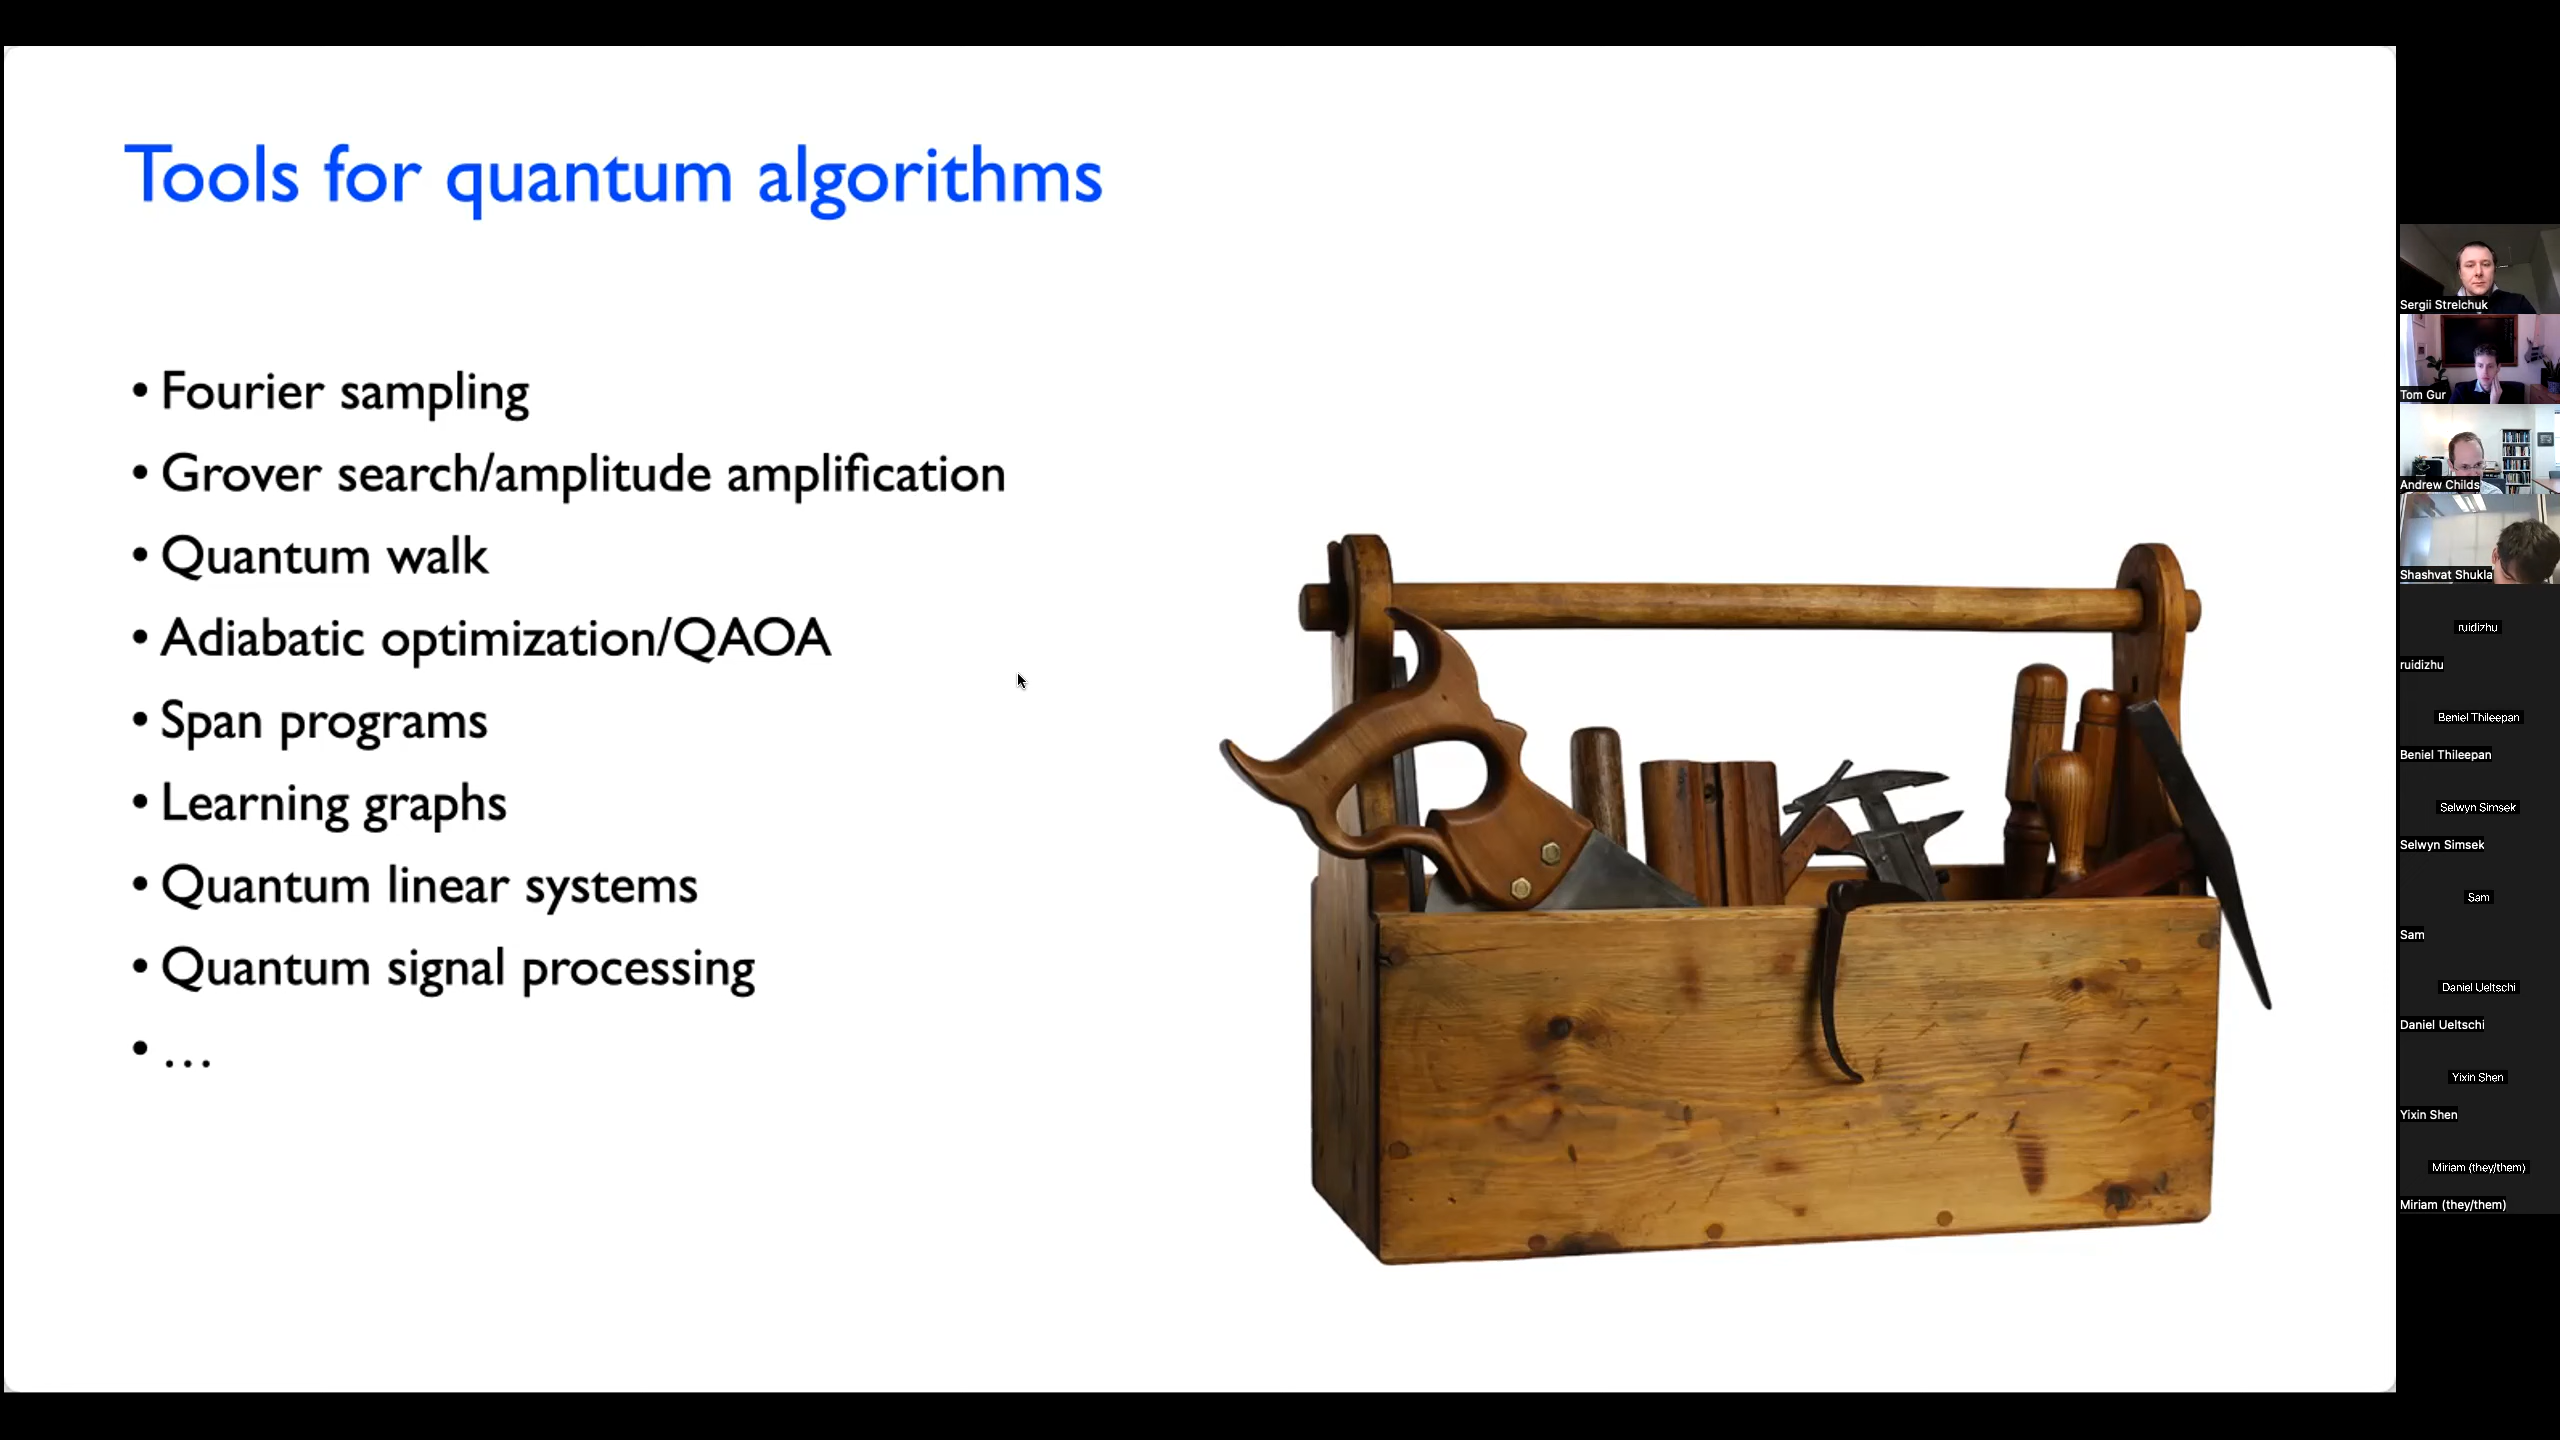 Tools for quantum algorithms
• Fourier sampling
• Grover search/amplitude amplification
• Quantum walk
• Adiabatic optimization/QAOA
• Span programs
• Learning graphs
• Quantum linear systems
• Quantum signal processing
• …
Sergii Strelchuk
Tom Gur
Andrew Childs
Shashvat Shukla
ruidizhu
ruidizhu
Beniel Thileepan
Beniel Thileepan
Selwyn Simsek
Selwyn Simsek
Sam
Sam
Daniel Ueltschi
Daniel Ueltschi
Yixin Shen
Yixin Shen
Miriam (they/them)
Miriam (they/them)